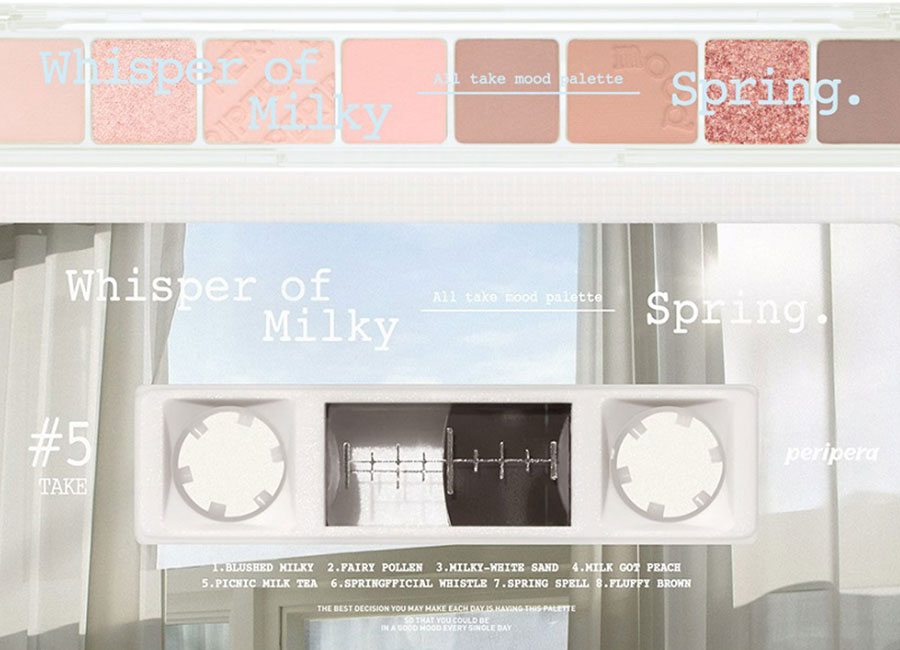 Whisper of
Milky
All take mood palette
Spring.
Whisper of
Milky
All take mood palette
Spring.
#5
TAKE
peripera
1.BLUSHED MILKY 2.FAIRY POLLEN 3.MILKY-WHITE SAND 4.MILK GOT PEACH
5.PICNIC MILK TEA 6.SPRINGFFICIAL WHISTLE 7.SPRING SPELL 8.FLUFFY BROWN
THE BEST DECISION YOU MAY MAKE EACH DAY IS HAVING THIS PALETTE
SO THAT YOU COULD BE
IN A GOOD MOOD EVERY SINGLE DAY